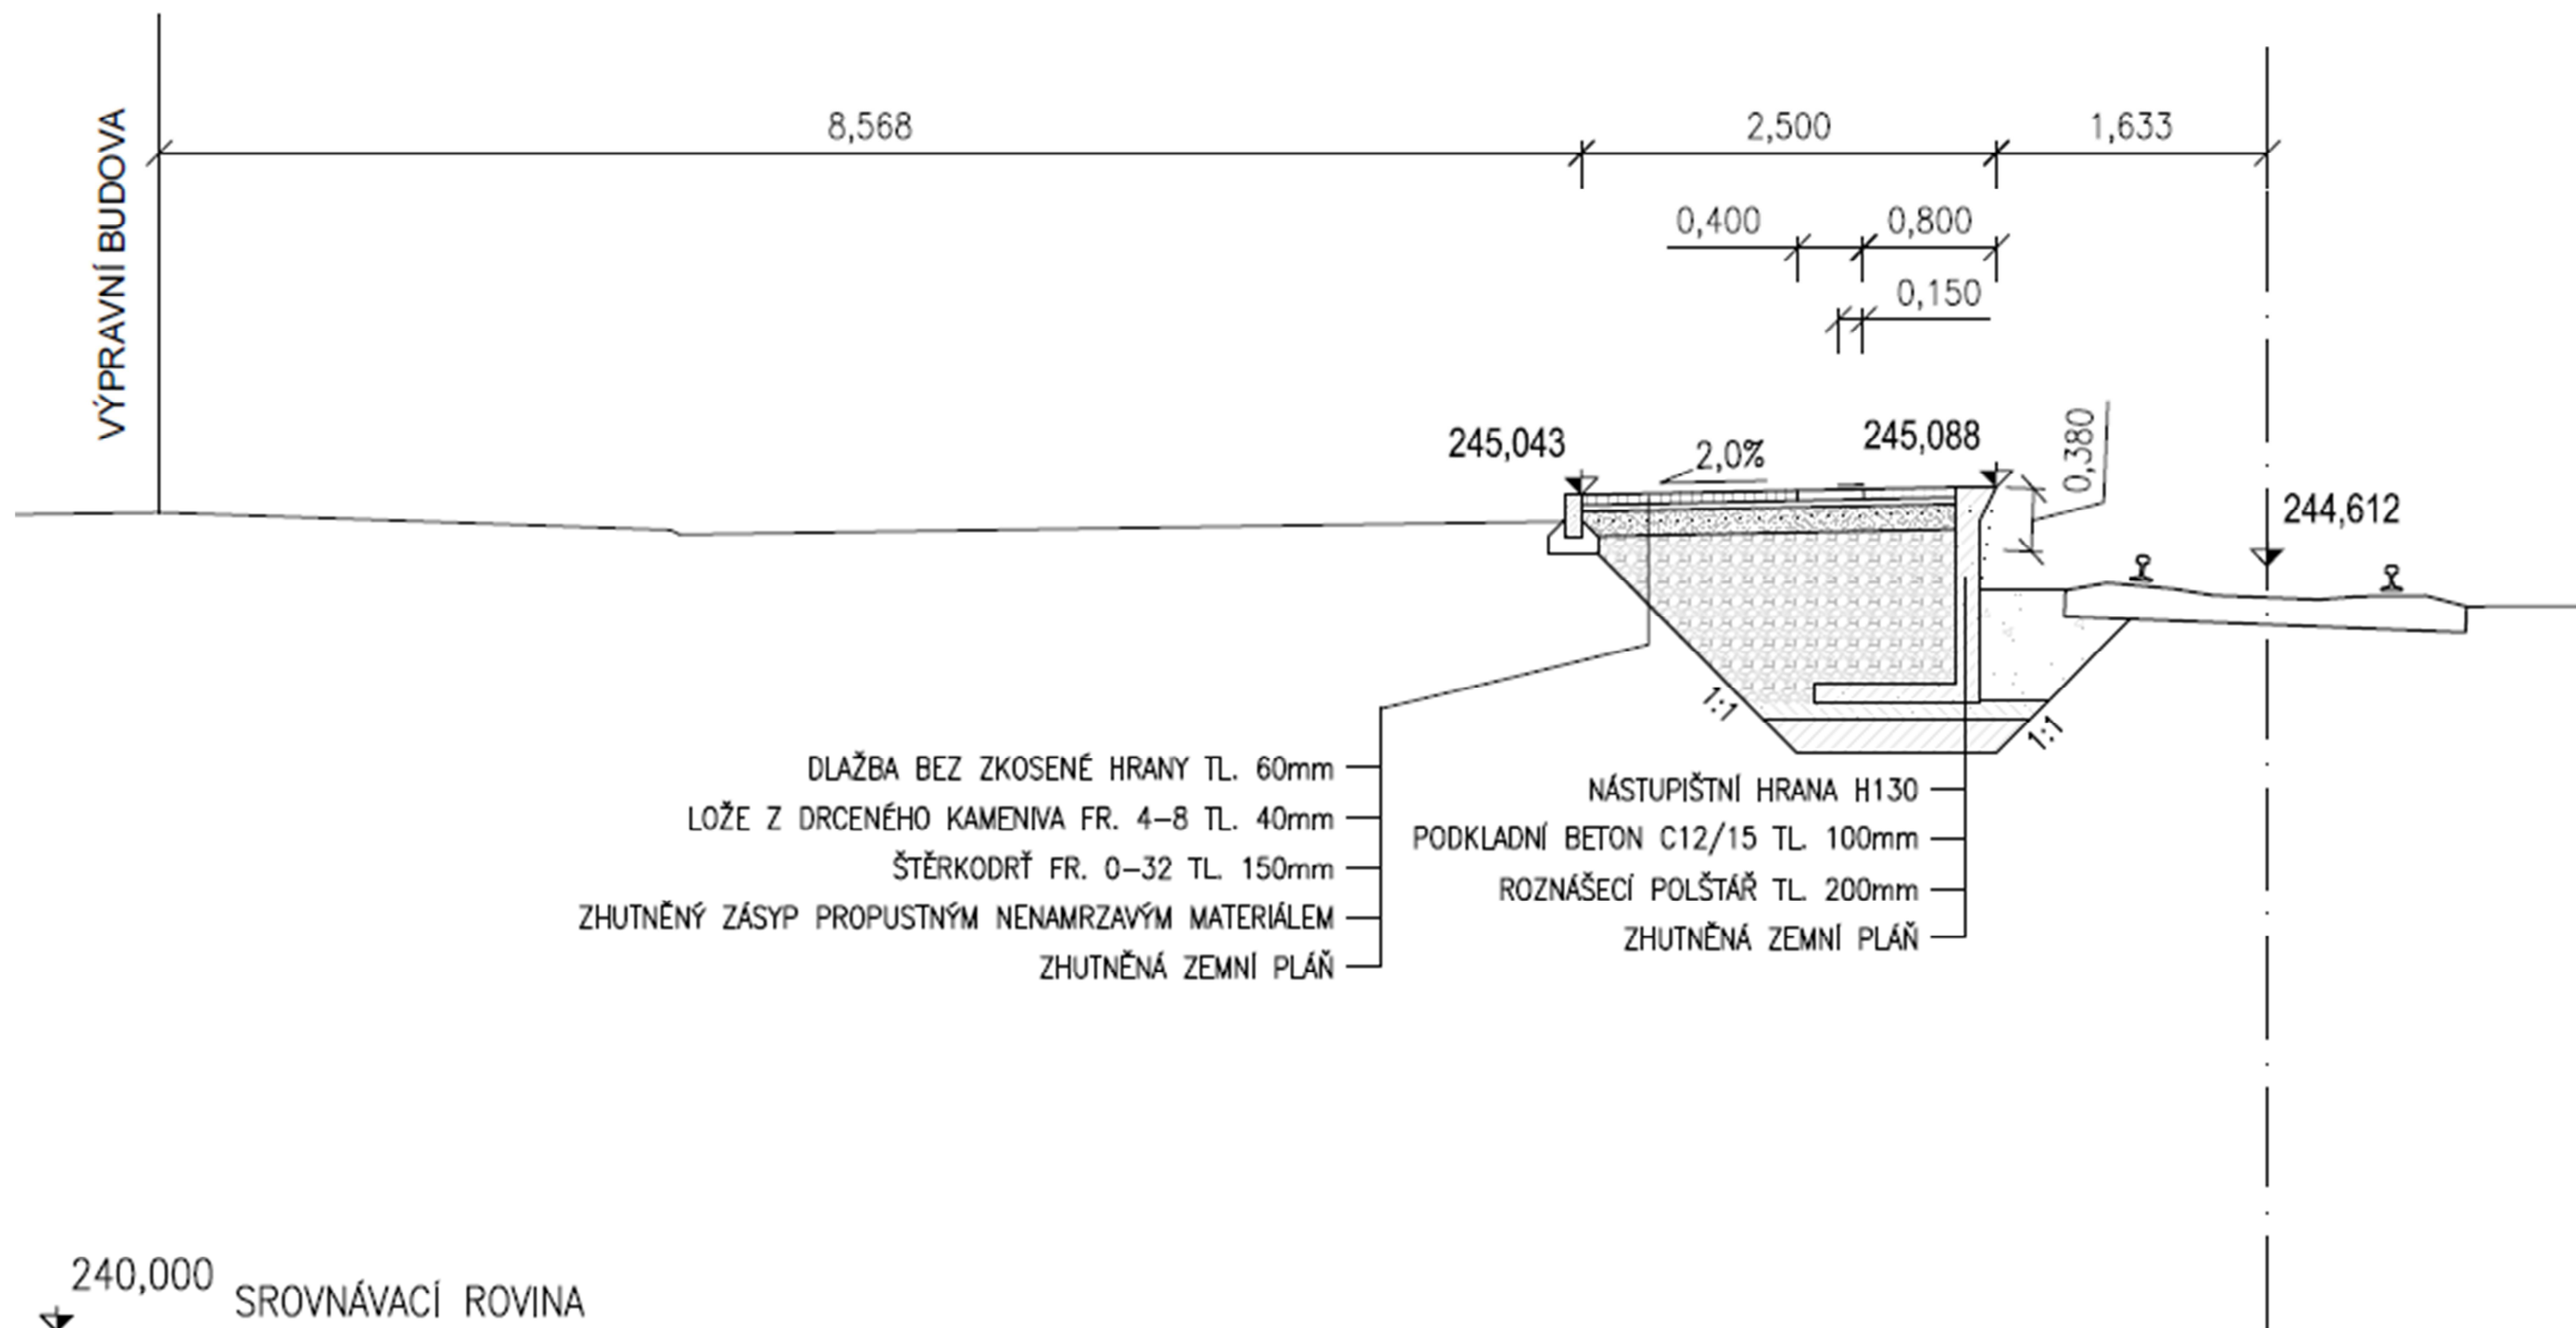 VÝPRAVNÍ BUDOVA
8,568
2,500
1,633
0,400
0,800
0,150
245,043
2,0%
245,088
0,380
244,612
1:1
1:1
DLAŽBA BEZ ZKOSENÉ HRANY TL. 60mm
LOŽE Z DRCENÉHO KAMENIVA FR. 4–8 TL. 40mm
ŠTĚRKODRŤ FR. 0–32 TL. 150mm
ZHUTNĚNÝ ZÁSYP PROPUSTNÝM NENAMRZAVÝM MATERIÁLEM
ZHUTNĚNÁ ZEMNÍ PLÁŇ
NÁSTUPIŠTNÍ HRANA H130
PODKLADNÍ BETON C12/15 TL. 100mm
ROZNÁŠECÍ POLŠTÁŘ TL. 200mm
ZHUTNĚNÁ ZEMNÍ PLÁŇ
240,000
SROVNÁVACÍ ROVINA